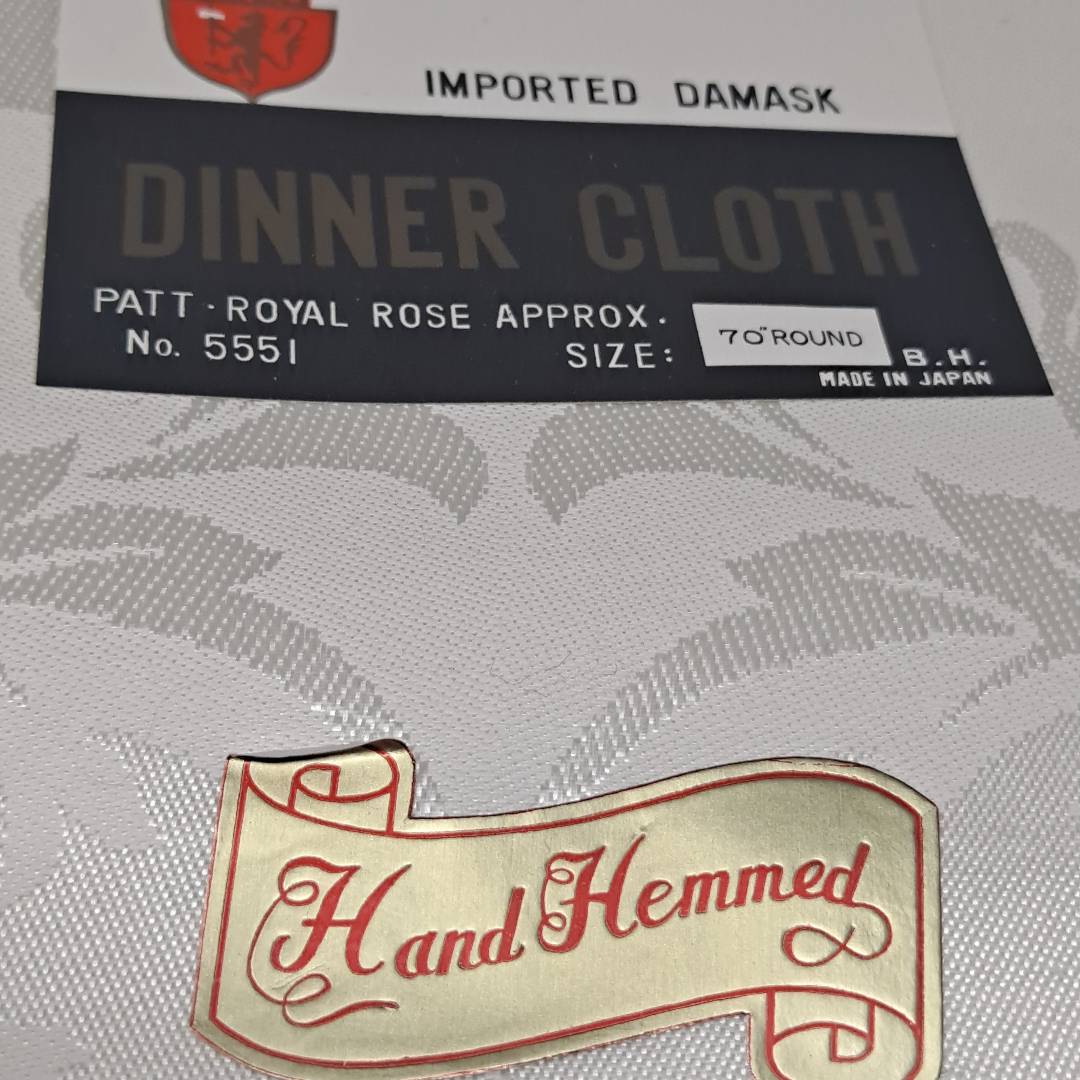 IMPORTED DAMASK
DINNER CLOTH
PATT · ROYAL ROSE APPROX.
No. 5551 SIZE: 70" ROUND B.H.
MADE IN JAPAN
Hand Hemmed